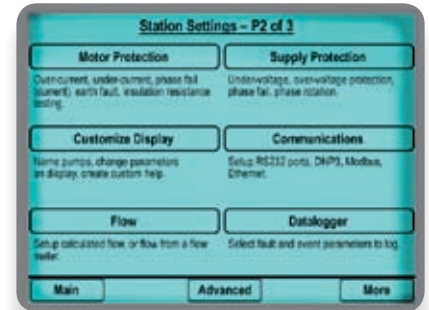 Station Settings – P2 of 3
Motor Protection
Over-current, under-current, phase fail
(current), earth fault, insulation resistance
testing.
Supply Protection
Under-voltage, over-voltage protection,
phase fail, phase rotation.
Customize Display
Name pumps, change parameters
on display, create custom help.
Communications
Setup RS232 ports, DNP3, Modbus,
Ethernet.
Flow
Setup calculated flow or flow from a flow
meter.
Datalogger
Select fault and event parameters to log.
Main
Advanced
More